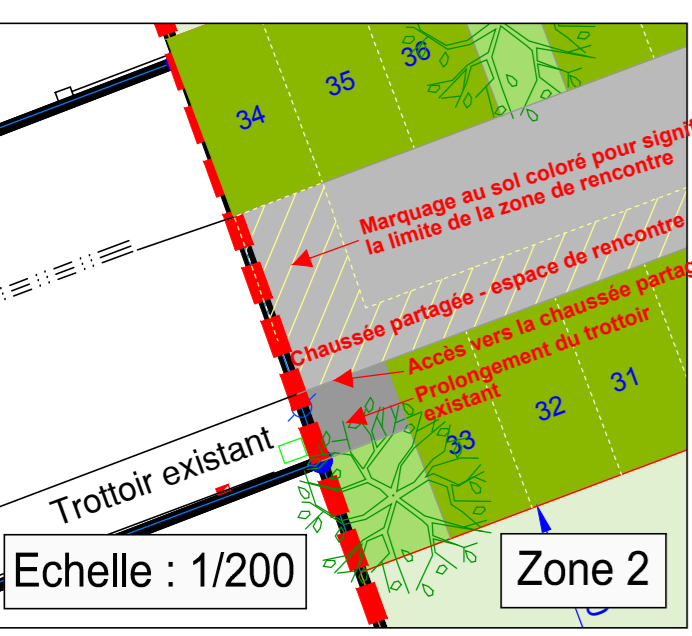 34
35
36
Marquage au sol coloré pour signif
la limite de la zone de rencontre
Chaussée partagée - espace de rencontre
Accès vers la chaussée partag
Prolongement du trottoir
existant
33
32
31
Trottoir existant
Echelle : 1/200
Zone 2